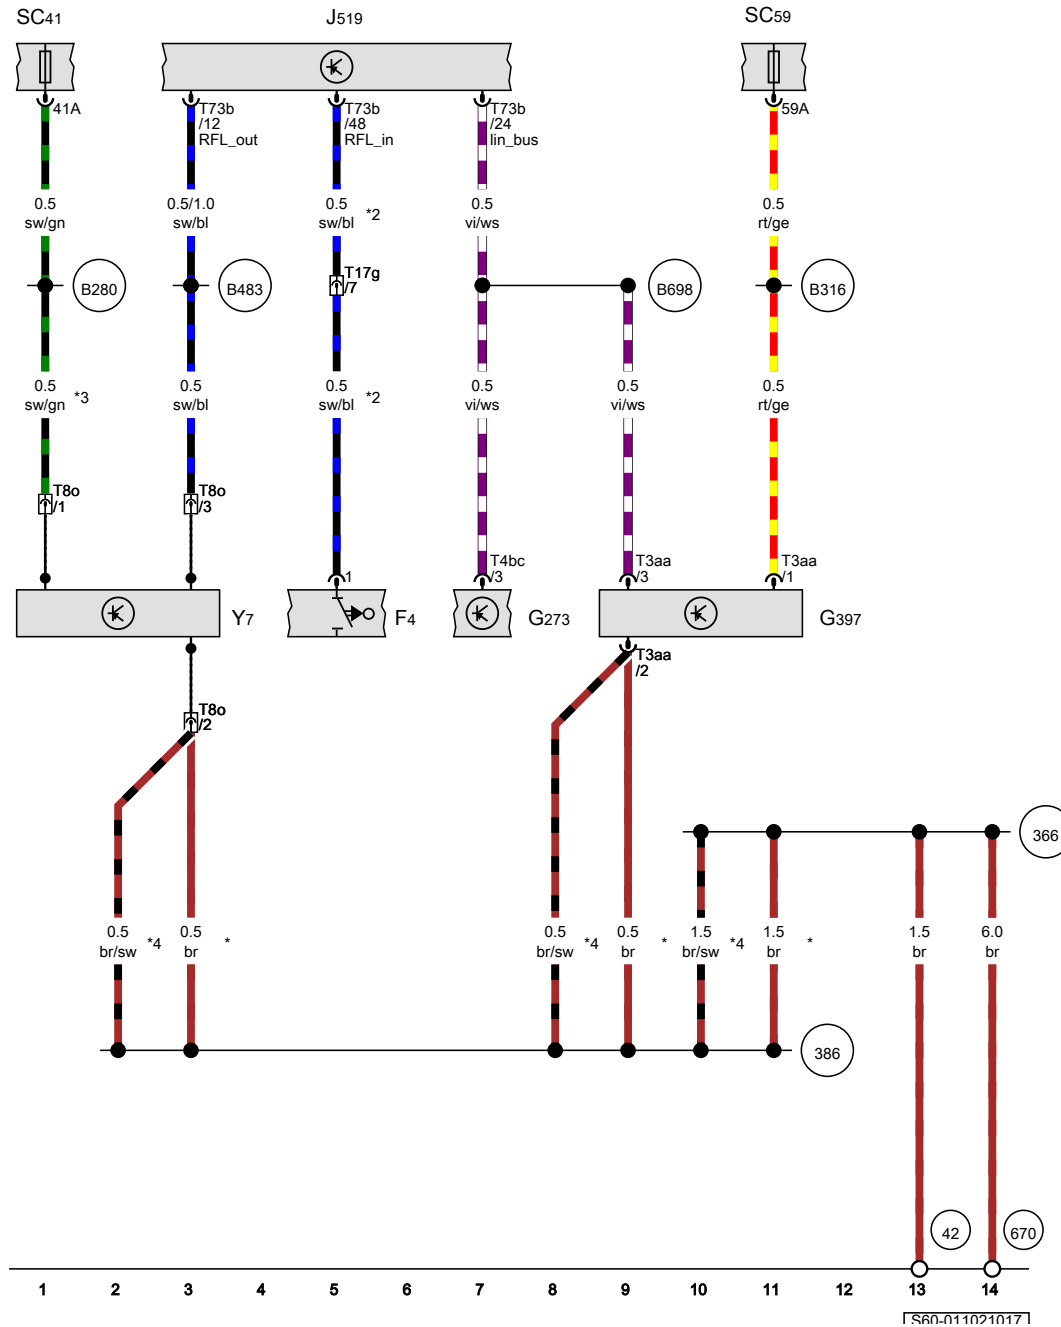 SC41
J519
SC59
41A
T73b
/12
RFL_out
T73b
/48
RFL_in
T73b
/24
lin_bus
59A
0.5
sw/gn
0.5/1.0
sw/bl
0.5
sw/bl
*2
0.5
vi/ws
0.5
rt/ge
B280
B483
T17g
/7
B698
B316
0.5
sw/gn
*3
0.5
sw/bl
0.5
sw/bl
*2
0.5
vi/ws
0.5
vi/ws
0.5
rt/ge
T8o
/1
T8o
/3
1
T4bc
/3
T3aa
/3
T3aa
/1
Y7
F4
G273
G397
T3aa
/2
T8o
/2
366
0.5
br/sw
*4
0.5
br
*
0.5
br/sw
*4
0.5
br
*
1.5
br/sw
*4
1.5
br
*
1.5
br
6.0
br
386
42
670
1 2 3 4 5 6 7 8 9 10 11 12 13 14
S60-011021017